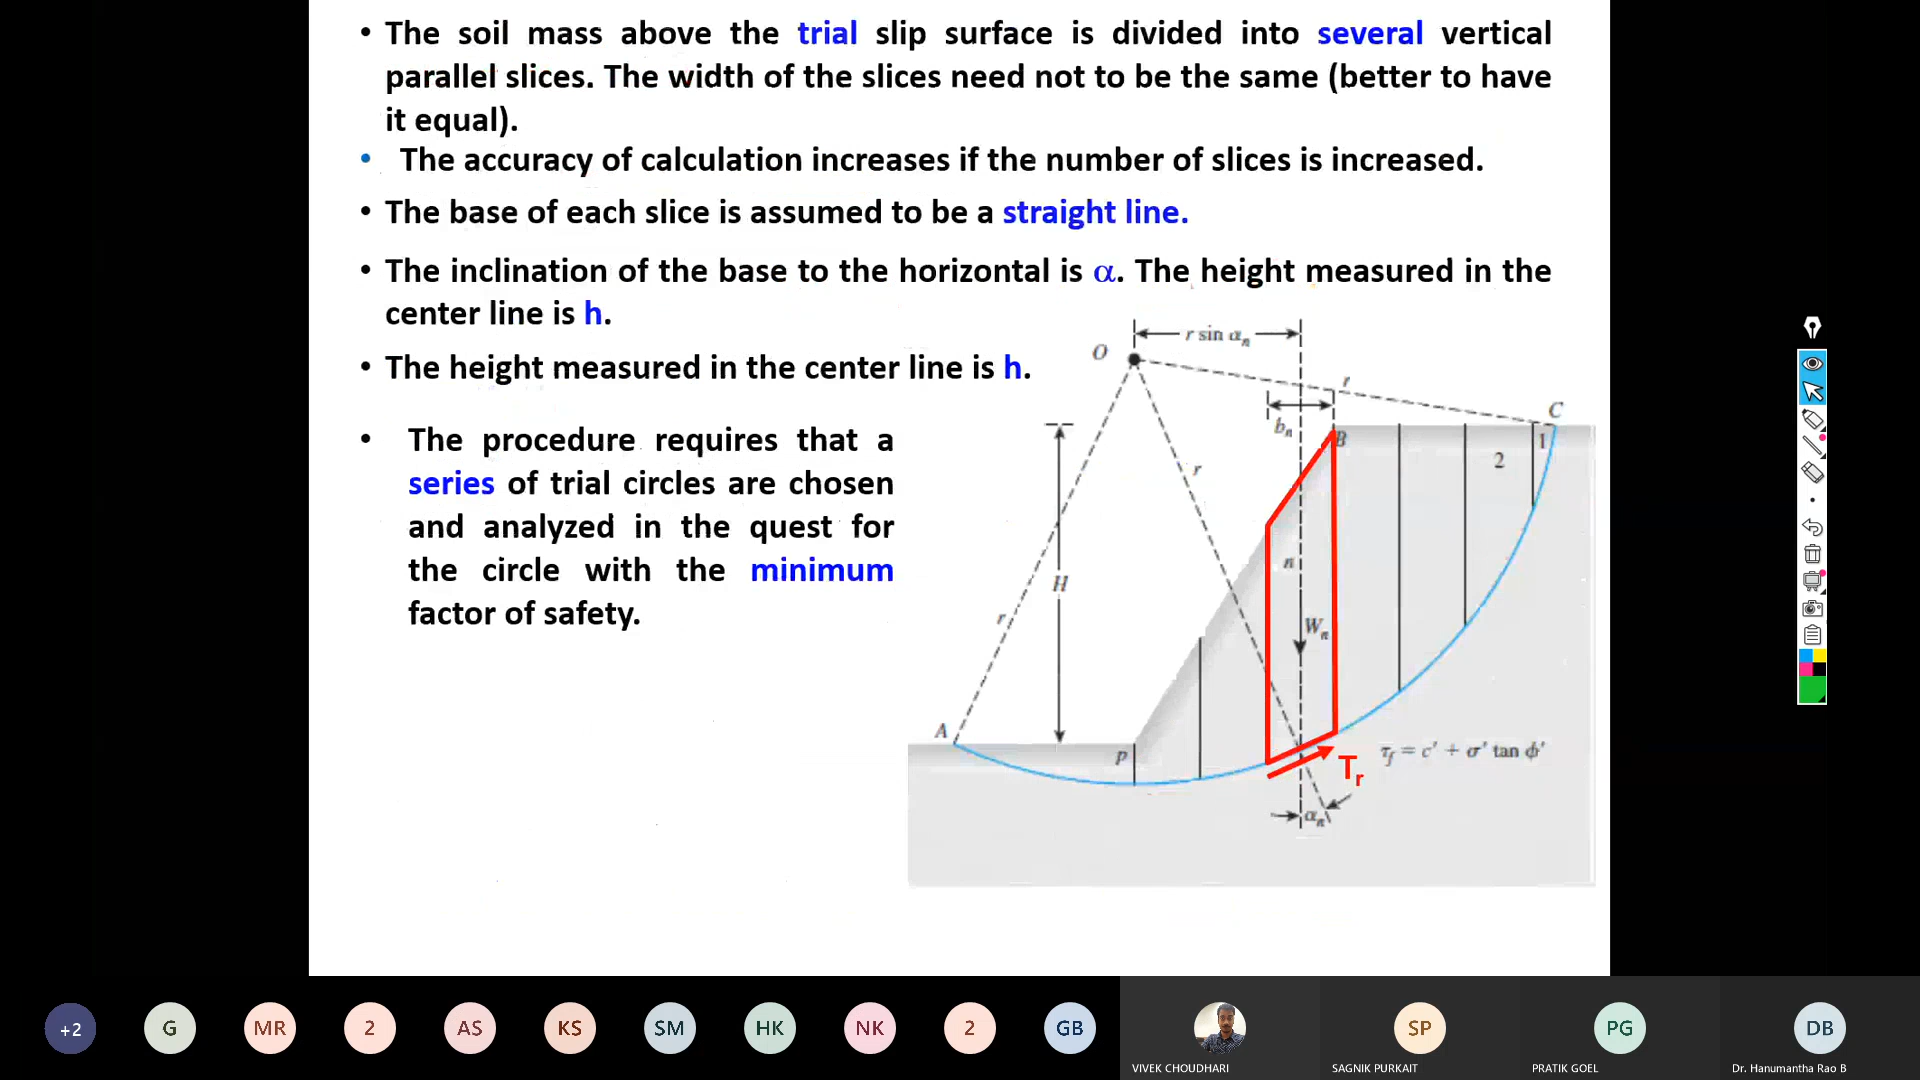 • The soil mass above the trial slip surface is divided into several vertical
parallel slices. The width of the slices need not to be the same (better to have
it equal).
• The accuracy of calculation increases if the number of slices is increased.
• The base of each slice is assumed to be a straight line.
• The inclination of the base to the horizontal is α. The height measured in the
center line is h.
• The height measured in the center line is h.
• The procedure requires that a
series of trial circles are chosen
and analyzed in the quest for
the circle with the minimum
factor of safety.
r sin αn
O
r
C
bn
B
1
2
r
n
H
r
Wn
A
P
τf = c' + σ' tan ϕ'
Tr
αn
+2
G
MR
2
AS
KS
SM
HK
NK
2
GB
SP
PG
DB
VIVEK CHOUDHARI
SAGNIK PURKAIT
PRATIK GOEL
Dr. Hanumantha Rao B